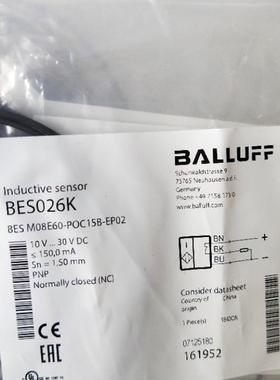 BALLUFF
Schurwaldstrasse 9
73765 Neuhausen a.d.F.
Germany
Phone +49 7158 173-0
www.balluff.com
Inductive sensor
BES026K
BES M08E60-POC15B-EP02
10 V... 30 V DC
≤ 150,0 mA
Sn = 1,50 mm
PNP
Normally closed (NC)
BN
BK
BU
+
−
Consider datasheet
Country of origin China
1 Piece(s)
07125180
161952
CE
EAC